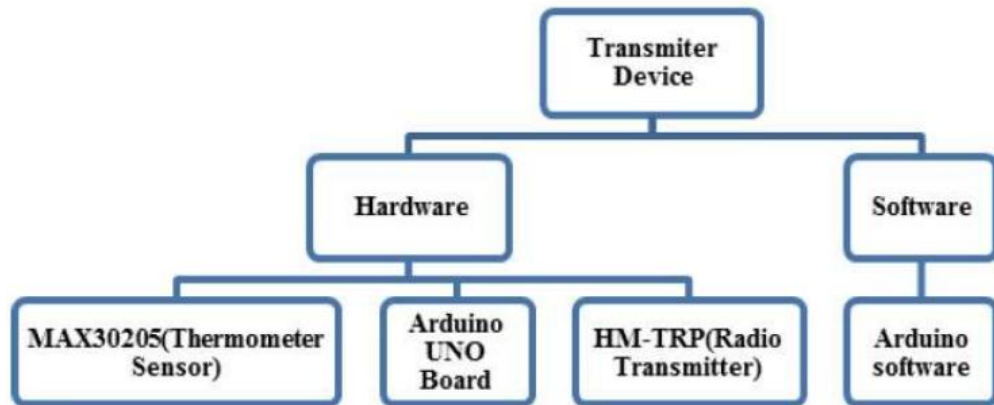 Transmiter
Device
Hardware
Software
MAX30205(Thermometer
Sensor)
Arduino
UNO
Board
HM-TRP(Radio
Transmitter)
Arduino
software